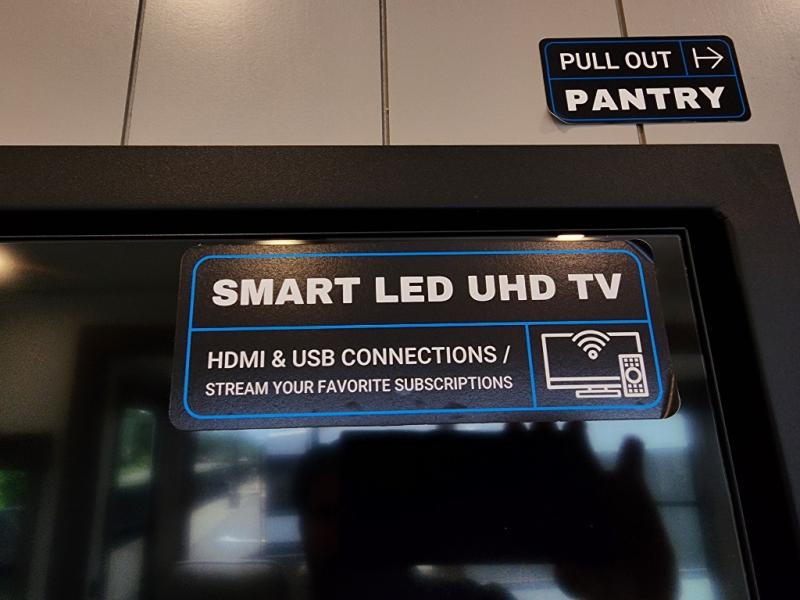 PULL OUT
PANTRY
SMART LED UHD TV
HDMI & USB CONNECTIONS /
STREAM YOUR FAVORITE SUBSCRIPTIONS